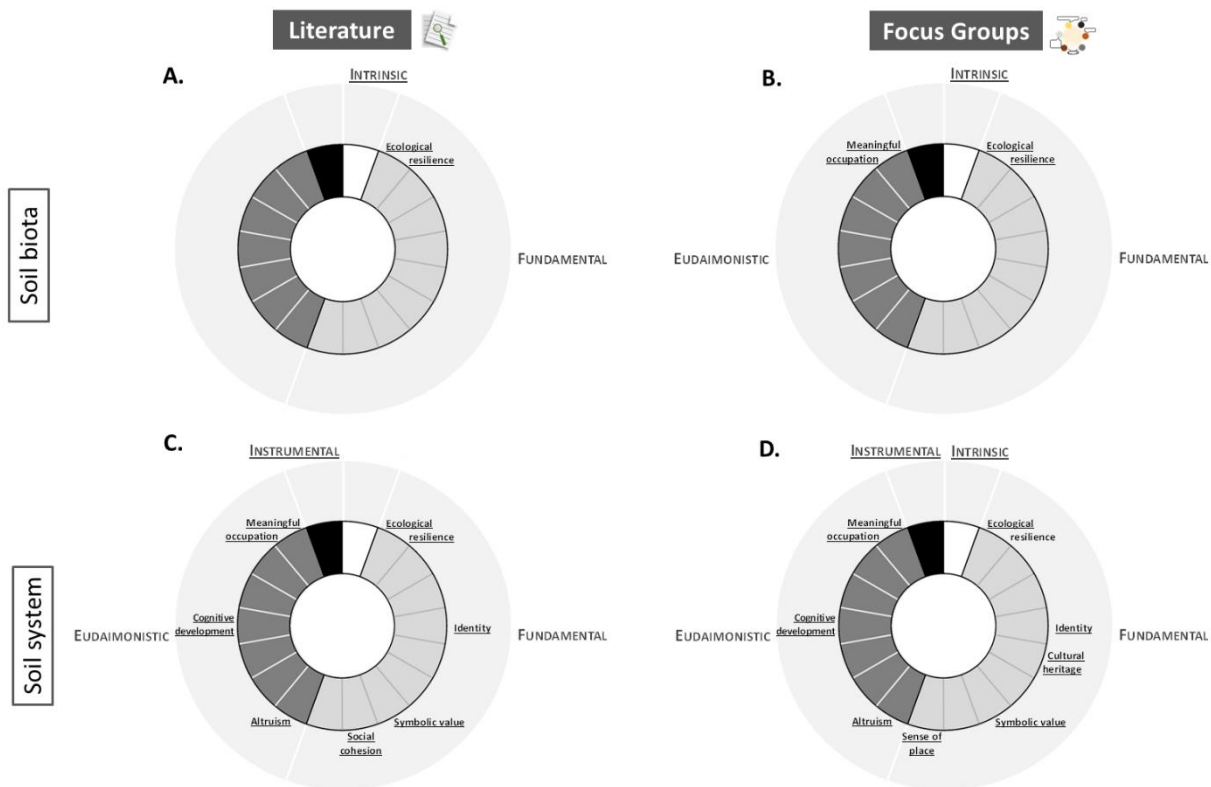 Literature
Focus Groups
A.
INTRINSIC
Ecological
resilience
FUNDAMENTAL
B.
INTRINSIC
Meaningful
occupation
Ecological
resilience
EUDAIMONISTIC
FUNDAMENTAL
Soil biota
C.
INSTRUMENTAL
Meaningful
occupation
Ecological
resilience
Cognitive
development
EUDAIMONISTIC
Identity
FUNDAMENTAL
Altruism
Symbolic value
Social
cohesion
D.
INSTRUMENTAL INTRINSIC
Meaningful
occupation
Ecological
resilience
Cognitive
development
EUDAIMONISTIC
Identity
FUNDAMENTAL
Cultural
heritage
Altruism
Symbolic value
Sense of
place
Soil system